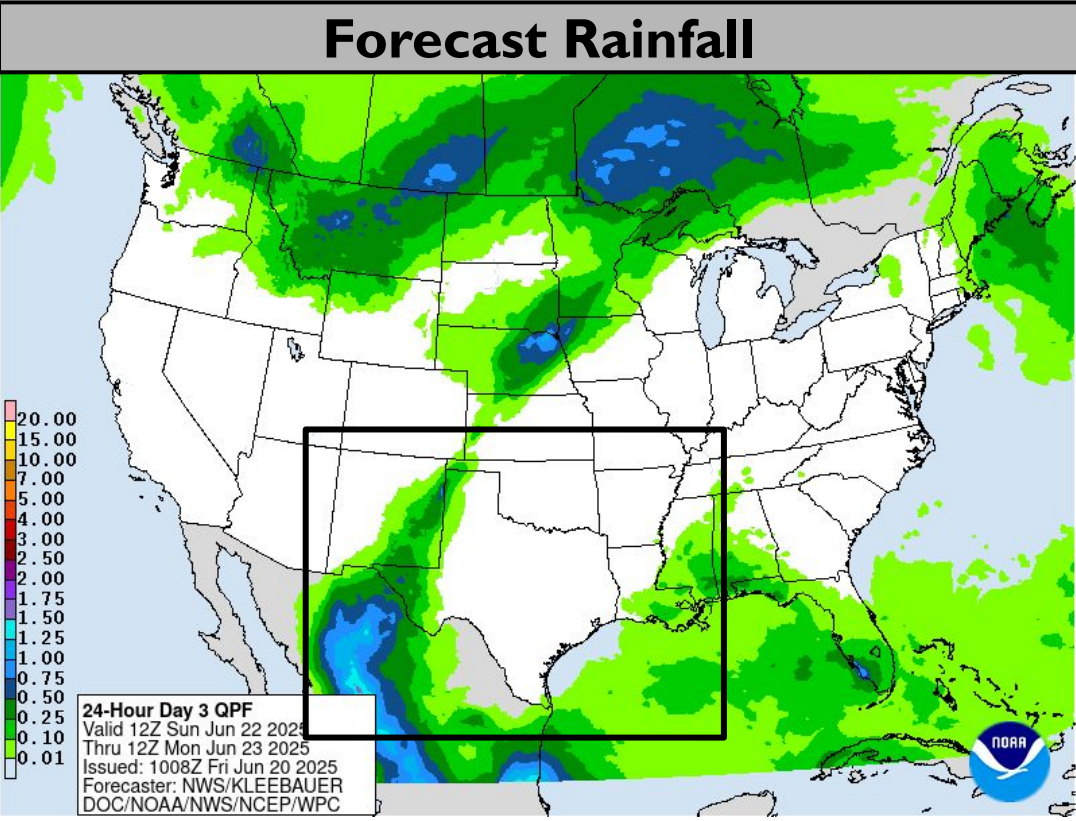 Forecast Rainfall
20.00
15.00
10.00
7.00
5.00
4.00
3.00
2.50
2.00
1.75
1.50
1.25
1.00
0.75
0.50
0.25
0.10
0.01
24-Hour Day 3 QPF
Valid 12Z Sun Jun 22 2025
Thru 12Z Mon Jun 23 2025
Issued: 1008Z Fri Jun 20 2025
Forecaster: NWS/KLEEBAUER
DOC/NOAA/NWS/NCEP/WPC
NOAA